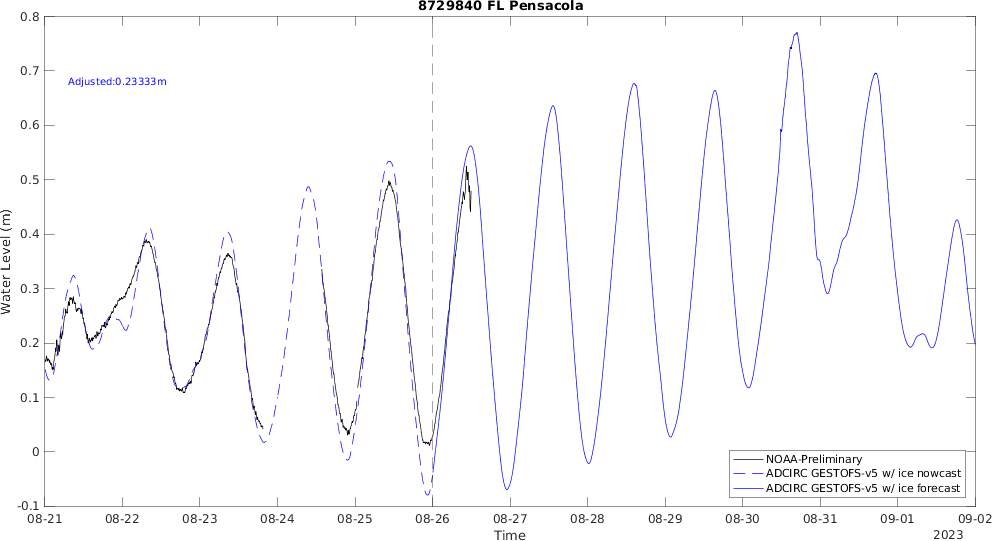 8729840 FL Pensacola
Adjusted:0.23333m
Water Level (m)
0.8
0.7
0.6
0.5
0.4
0.3
0.2
0.1
0
-0.1
NOAA-Preliminary
ADCIRC GESTOFS-v5 w/ ice nowcast
ADCIRC GESTOFS-v5 w/ ice forecast
08-21 08-22 08-23 08-24 08-25 08-26 08-27 08-28 08-29 08-30 08-31 09-01 09-02
Time
2023